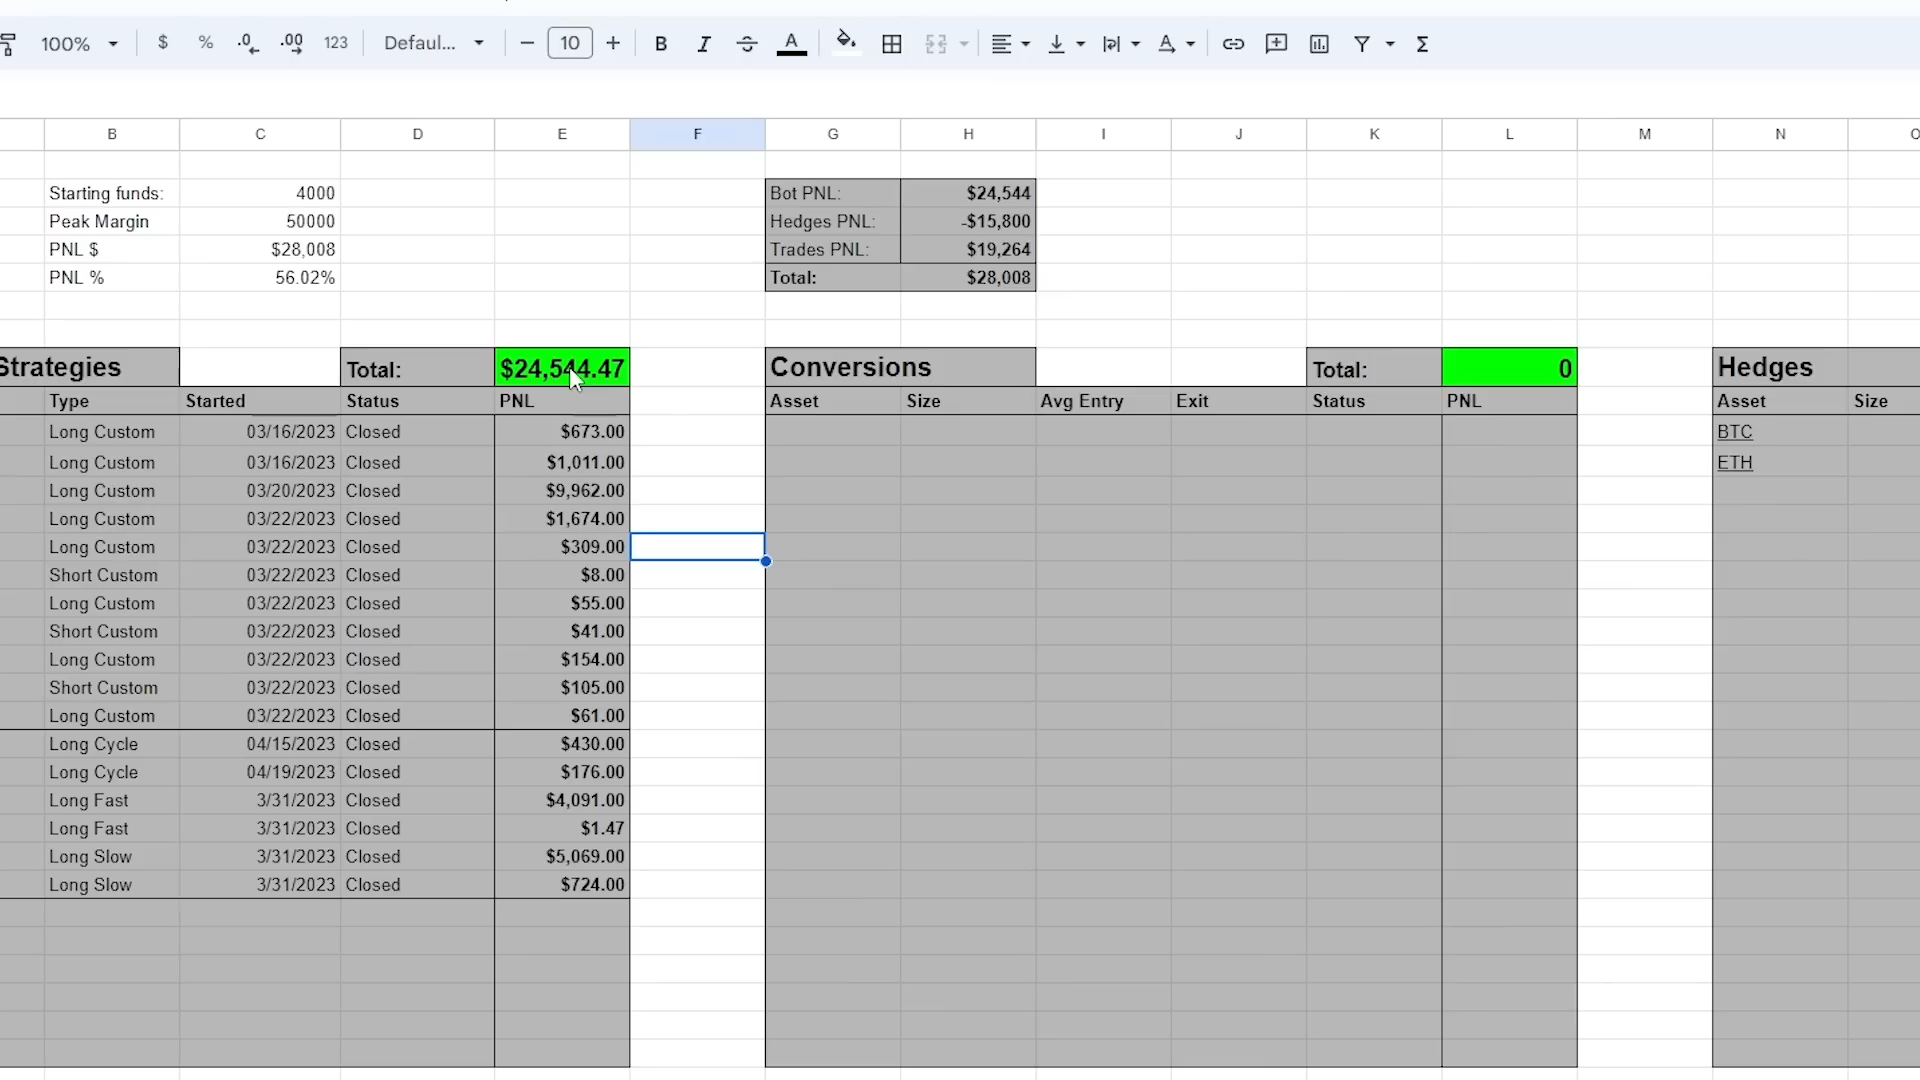 100% $ % .0 .00 123 Defaul... 10 B I A Σ
B C D E F G H I J K L M N O
Starting funds: 4000 Bot PNL: $24,544
Peak Margin 50000 Hedges PNL: -$15,800
PNL $ $28,008 Trades PNL: $19,264
PNL % 56.02% Total: $28,008
Strategies Total: $24,544.47 Conversions Total: 0 Hedges
Type Started Status PNL Asset Size Avg Entry Exit Status PNL Asset Size
Long Custom 03/16/2023 Closed $673.00 BTC
Long Custom 03/16/2023 Closed $1,011.00 ETH
Long Custom 03/20/2023 Closed $9,962.00
Long Custom 03/22/2023 Closed $1,674.00
Long Custom 03/22/2023 Closed $309.00
Short Custom 03/22/2023 Closed $8.00
Long Custom 03/22/2023 Closed $55.00
Short Custom 03/22/2023 Closed $41.00
Long Custom 03/22/2023 Closed $154.00
Short Custom 03/22/2023 Closed $105.00
Long Custom 03/22/2023 Closed $61.00
Long Cycle 04/15/2023 Closed $430.00
Long Cycle 04/19/2023 Closed $176.00
Long Fast 3/31/2023 Closed $4,091.00
Long Fast 3/31/2023 Closed $1.47
Long Slow 3/31/2023 Closed $5,069.00
Long Slow 3/31/2023 Closed $724.00